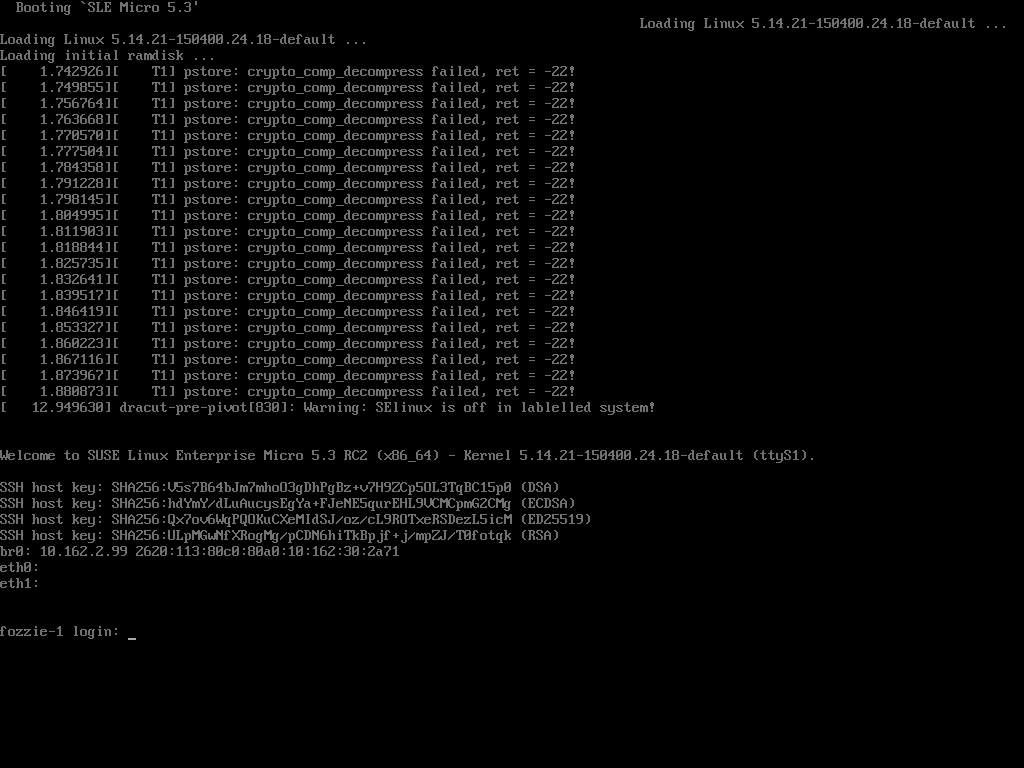 Booting `SLE Micro 5.3'
Loading Linux 5.14.21-150400.24.18-default ...
Loading Linux 5.14.21-150400.24.18-default ...
Loading initial ramdisk ...
[    1.742926][    T1] pstore: crypto_comp_decompress failed, ret = -22!
[    1.749855][    T1] pstore: crypto_comp_decompress failed, ret = -22!
[    1.756764][    T1] pstore: crypto_comp_decompress failed, ret = -22!
[    1.763668][    T1] pstore: crypto_comp_decompress failed, ret = -22!
[    1.770570][    T1] pstore: crypto_comp_decompress failed, ret = -22!
[    1.777504][    T1] pstore: crypto_comp_decompress failed, ret = -22!
[    1.784358][    T1] pstore: crypto_comp_decompress failed, ret = -22!
[    1.791228][    T1] pstore: crypto_comp_decompress failed, ret = -22!
[    1.798145][    T1] pstore: crypto_comp_decompress failed, ret = -22!
[    1.804995][    T1] pstore: crypto_comp_decompress failed, ret = -22!
[    1.811903][    T1] pstore: crypto_comp_decompress failed, ret = -22!
[    1.818844][    T1] pstore: crypto_comp_decompress failed, ret = -22!
[    1.825735][    T1] pstore: crypto_comp_decompress failed, ret = -22!
[    1.832641][    T1] pstore: crypto_comp_decompress failed, ret = -22!
[    1.839517][    T1] pstore: crypto_comp_decompress failed, ret = -22!
[    1.846419][    T1] pstore: crypto_comp_decompress failed, ret = -22!
[    1.853327][    T1] pstore: crypto_comp_decompress failed, ret = -22!
[    1.860223][    T1] pstore: crypto_comp_decompress failed, ret = -22!
[    1.867116][    T1] pstore: crypto_comp_decompress failed, ret = -22!
[    1.873967][    T1] pstore: crypto_comp_decompress failed, ret = -22!
[    1.880873][    T1] pstore: crypto_comp_decompress failed, ret = -22!
[   12.949630] dracut-pre-pivot[830]: Warning: SElinux is off in lablelled system!
Welcome to SUSE Linux Enterprise Micro 5.3 RC2 (x86_64) - Kernel 5.14.21-150400.24.18-default (ttyS1).
SSH host key: SHA256:V5s7B64bJm7mhoO3gDhPgBz+v7H9ZCp5OL3TqBC15p0 (DSA)
SSH host key: SHA256:hdYmY/dLuAucysEgYa+FJeNE5qurEHL9VCMCpmG2CMg (ECDSA)
SSH host key: SHA256:Qx7ov6WqPQOKuCXeMIdSJ/oz/cL9ROTxeRSDezL5icM (ED25519)
SSH host key: SHA256:ULpMGwNfXRogMg/pCDN6hiTkBpjf+j/mpZJ/T0fotqk (RSA)
br0: 10.162.2.99 2620:113:80c0:80a0:10:162:30:2a71
eth0:
eth1:
fozzie-1 login: _